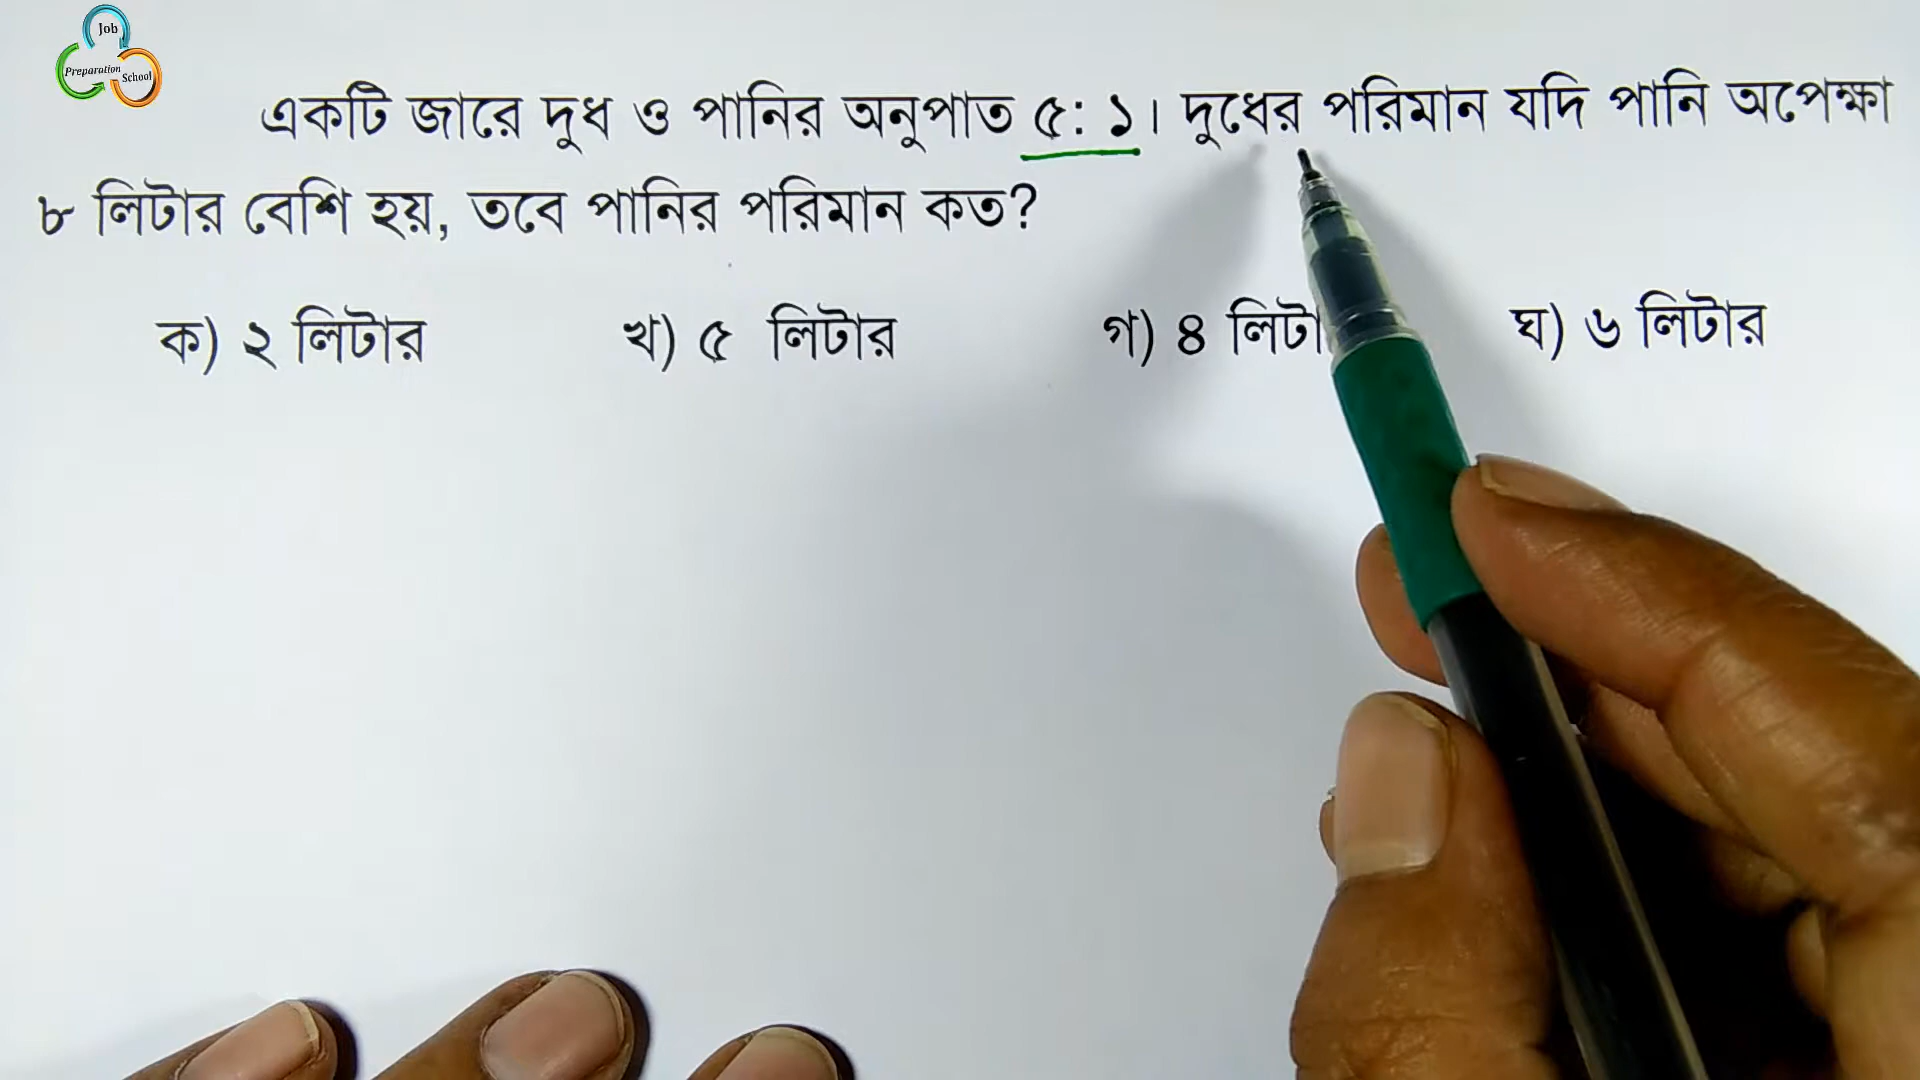 Job
Preparation
School
একটি জারে দুধ ও পানির অনুপাত ৫: ১। দুধের পরিমান যদি পানি অপেক্ষা
৮ লিটার বেশি হয়, তবে পানির পরিমান কত?
ক) ২ লিটার খ) ৫ লিটার গ) ৪ লিটা ঘ) ৬ লিটার